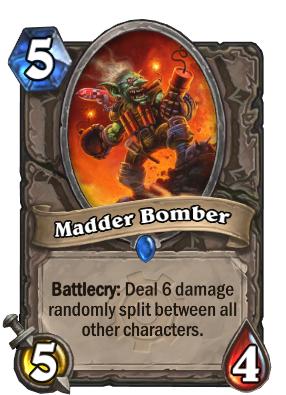 5
Madder Bomber
Battlecry: Deal 6 damage
randomly split between all
other characters.
5
4